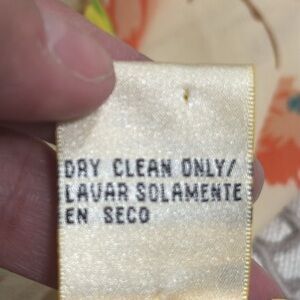 DRY CLEAN ONLY/
LAVAR SOLAMENTE
EN SECO